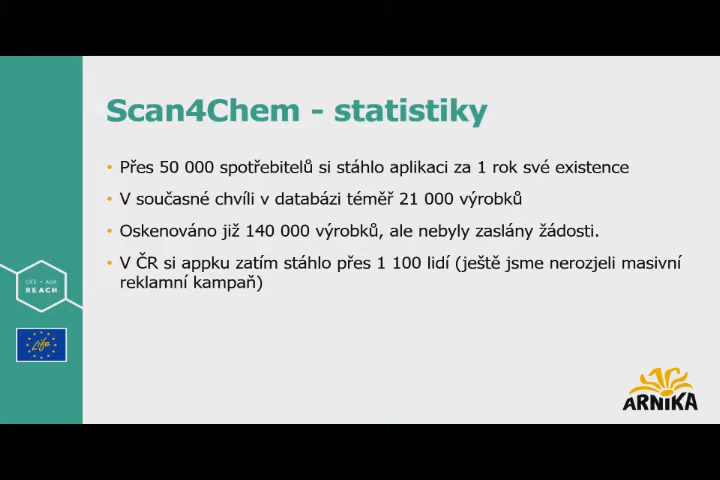 Scan4Chem - statistiky
• Přes 50 000 spotřebitelů si stáhlo aplikaci za 1 rok své existence
• V současné chvíli v databázi téměř 21 000 výrobků
• Oskenováno již 140 000 výrobků, ale nebyly zaslány žádosti.
• V ČR si appku zatím stáhlo přes 1 100 lidí (ještě jsme nerozjeli masivní
reklamní kampaň)
LIFE • ASK
REACH
Life
ARNIKA